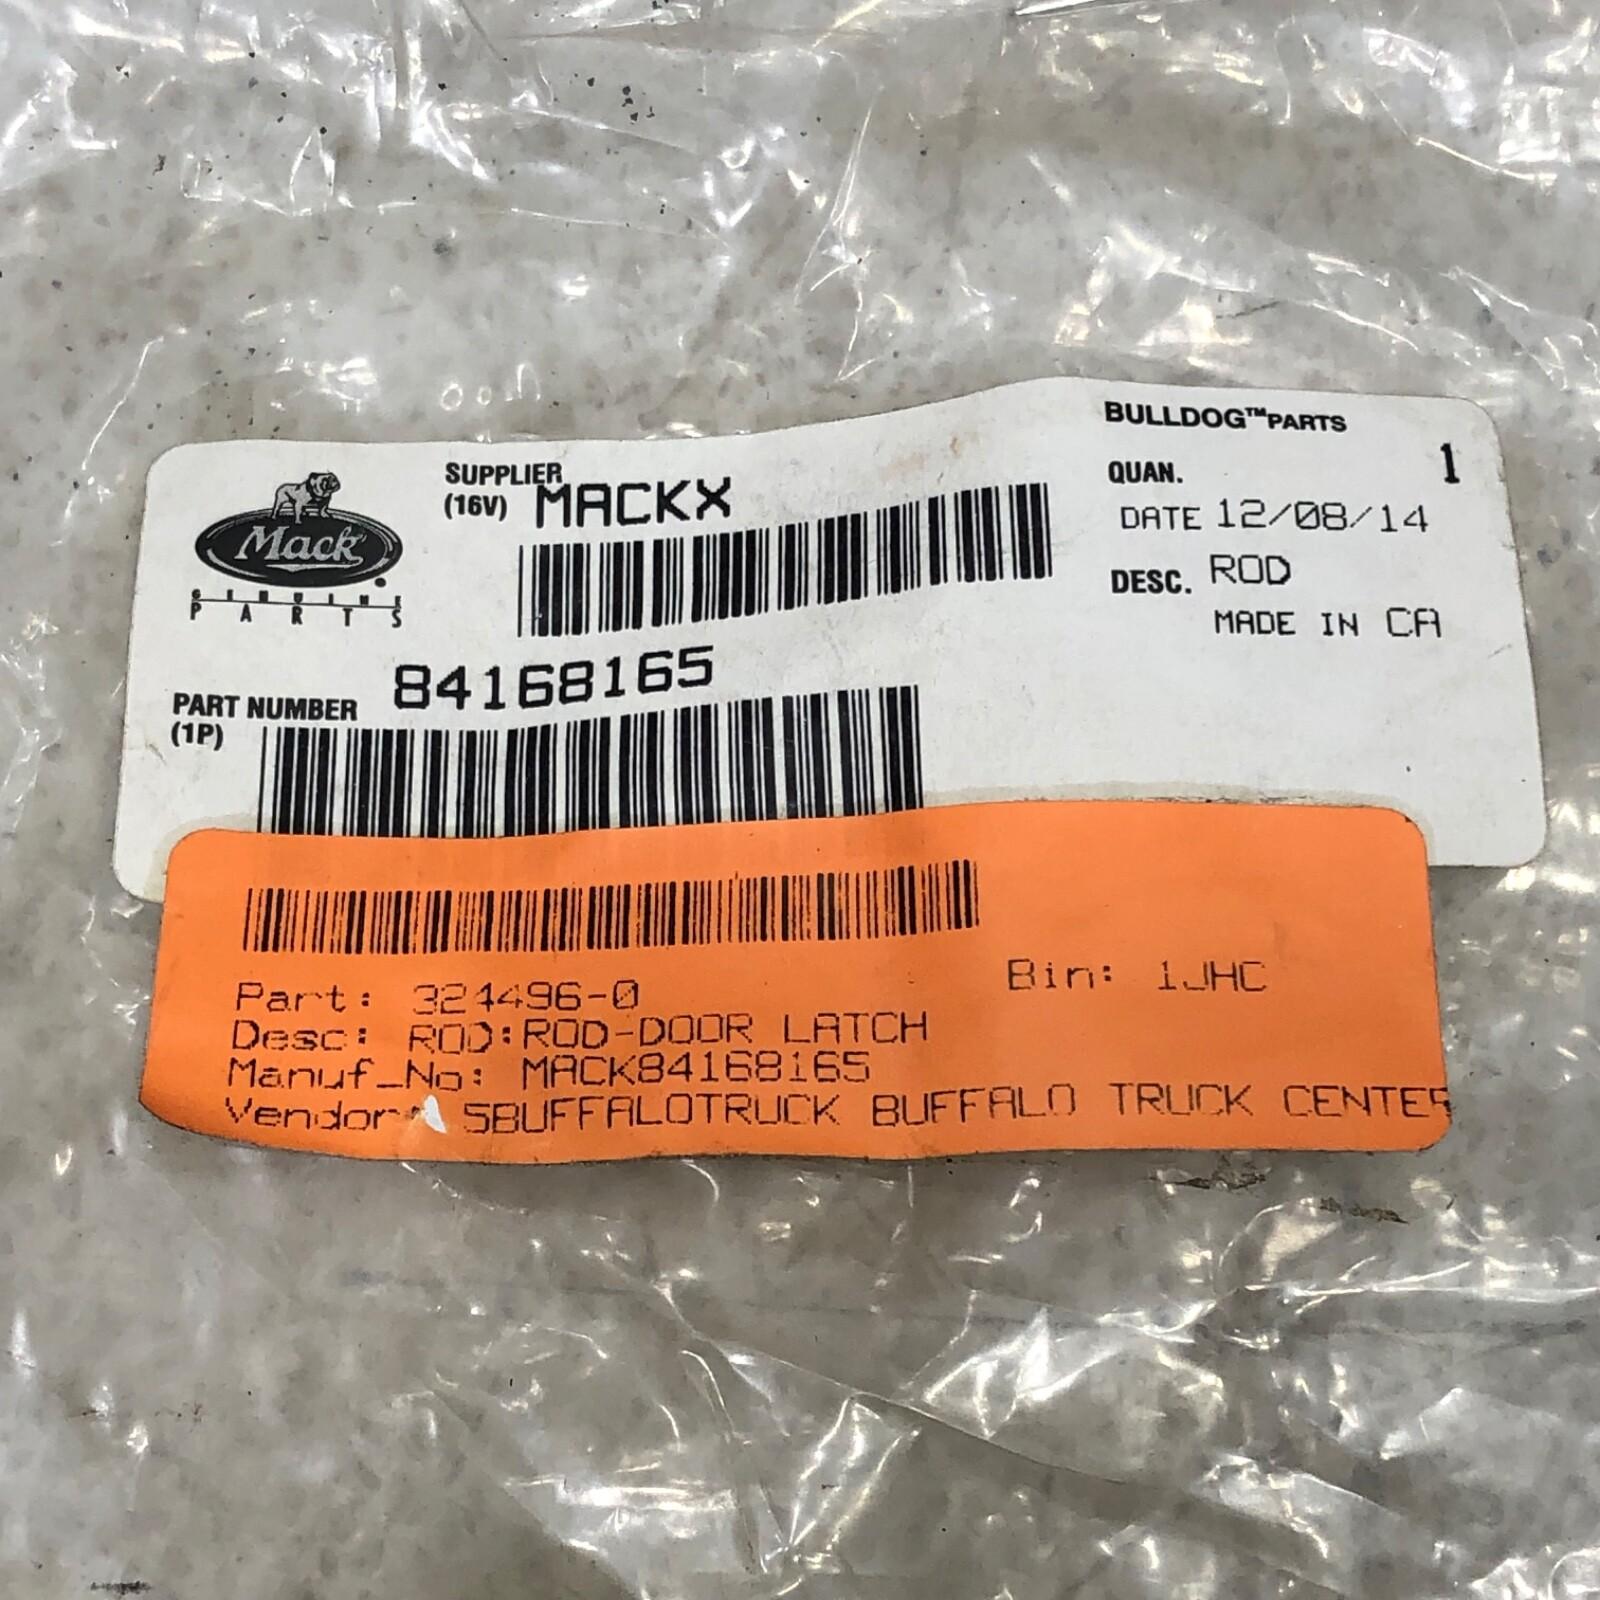 BULLDOG™PARTS
SUPPLIER
(16V) MACKX
QUAN. 1
DATE 12/08/14
DESC. ROD
MADE IN CA
Mack
GENUINE
PARTS
PART NUMBER 84168165
(1P)
Bin: 1JHC
Part: 324496-0
Desc: ROD:ROD-DOOR LATCH
Manuf_No: MACK84168165
Vendor: 5BUFFALOTRUCK BUFFALO TRUCK CENTER